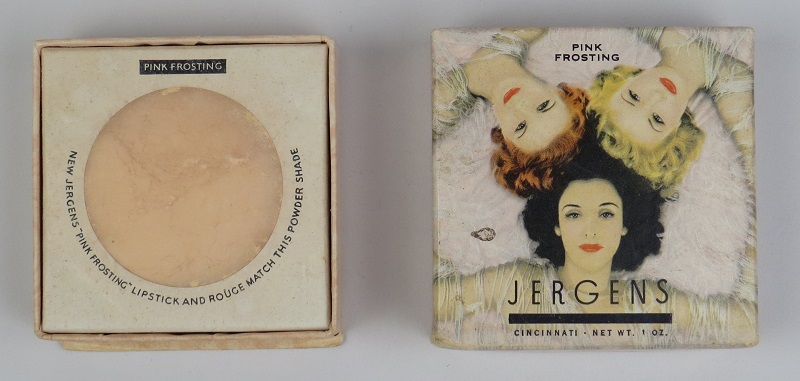 PINK FROSTING
NEW JERGENS "PINK FROSTING" LIPSTICK AND ROUGE MATCH THIS POWDER SHADE
PINK
FROSTING
JERGENS
CINCINNATI · NET WT. 1 OZ.